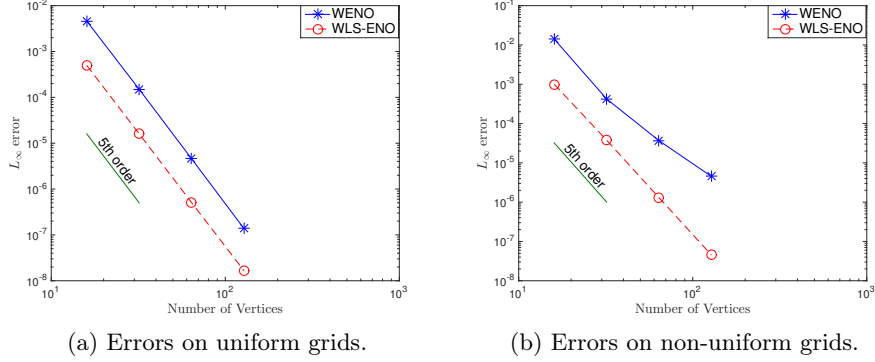 10^-2
10^-3
10^-4
10^-5
10^-6
10^-7
10^-8
L∞ error
10^1
10^2
10^3
Number of Vertices
WENO
WLS-ENO
5th order
(a) Errors on uniform grids.
10^-1
10^-2
10^-3
10^-4
10^-5
10^-6
10^-7
10^-8
L∞ error
10^1
10^2
10^3
Number of Vertices
WENO
WLS-ENO
5th order
(b) Errors on non-uniform grids.